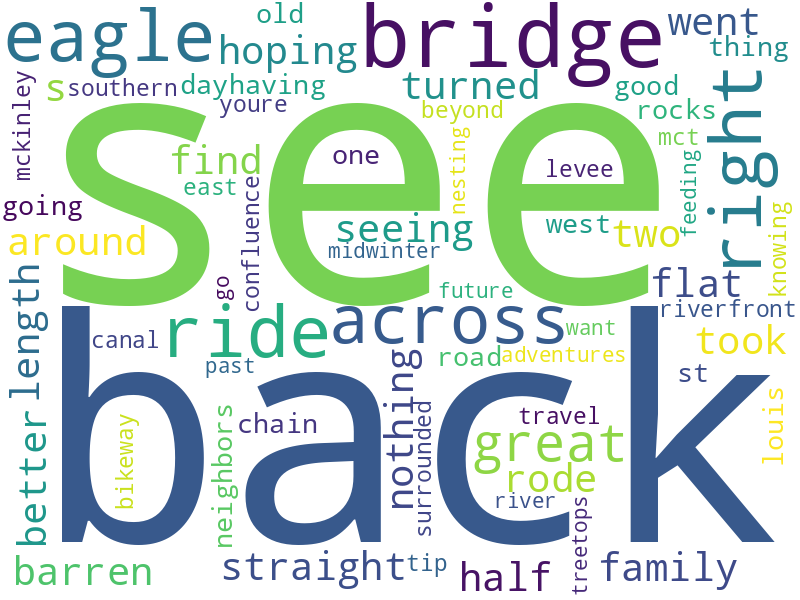 old
eagle
hoping
bridge
went
thing
mckinley
s
southern
dayhaving
youre
turned
beyond
good
rocks
mct
right
see
find
east
one
nesting
levee
feeding
going
around
confluence
seeing
midwinter
west
two
knowing
length
go
future
flat
riverfront
canal
ride
past
across
road
want
adventures
took
st
back
better
bikeway
neighbors
chain
nothing
surrounded
travel
great
rode
river
treetops
louis
barren
straight
tip
half
family